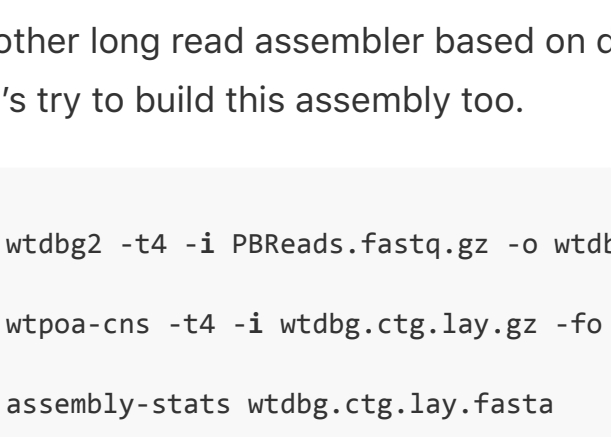 other long read assembler based on
's try to build this assembly too.
wtdbg2 -t4 -i PBReads.fastq.gz -o
wtpoa-cns -t4 -i wtdbg.ctg.lay.gz -fo
assembly-stats wtdbg.ctg.lay.fasta